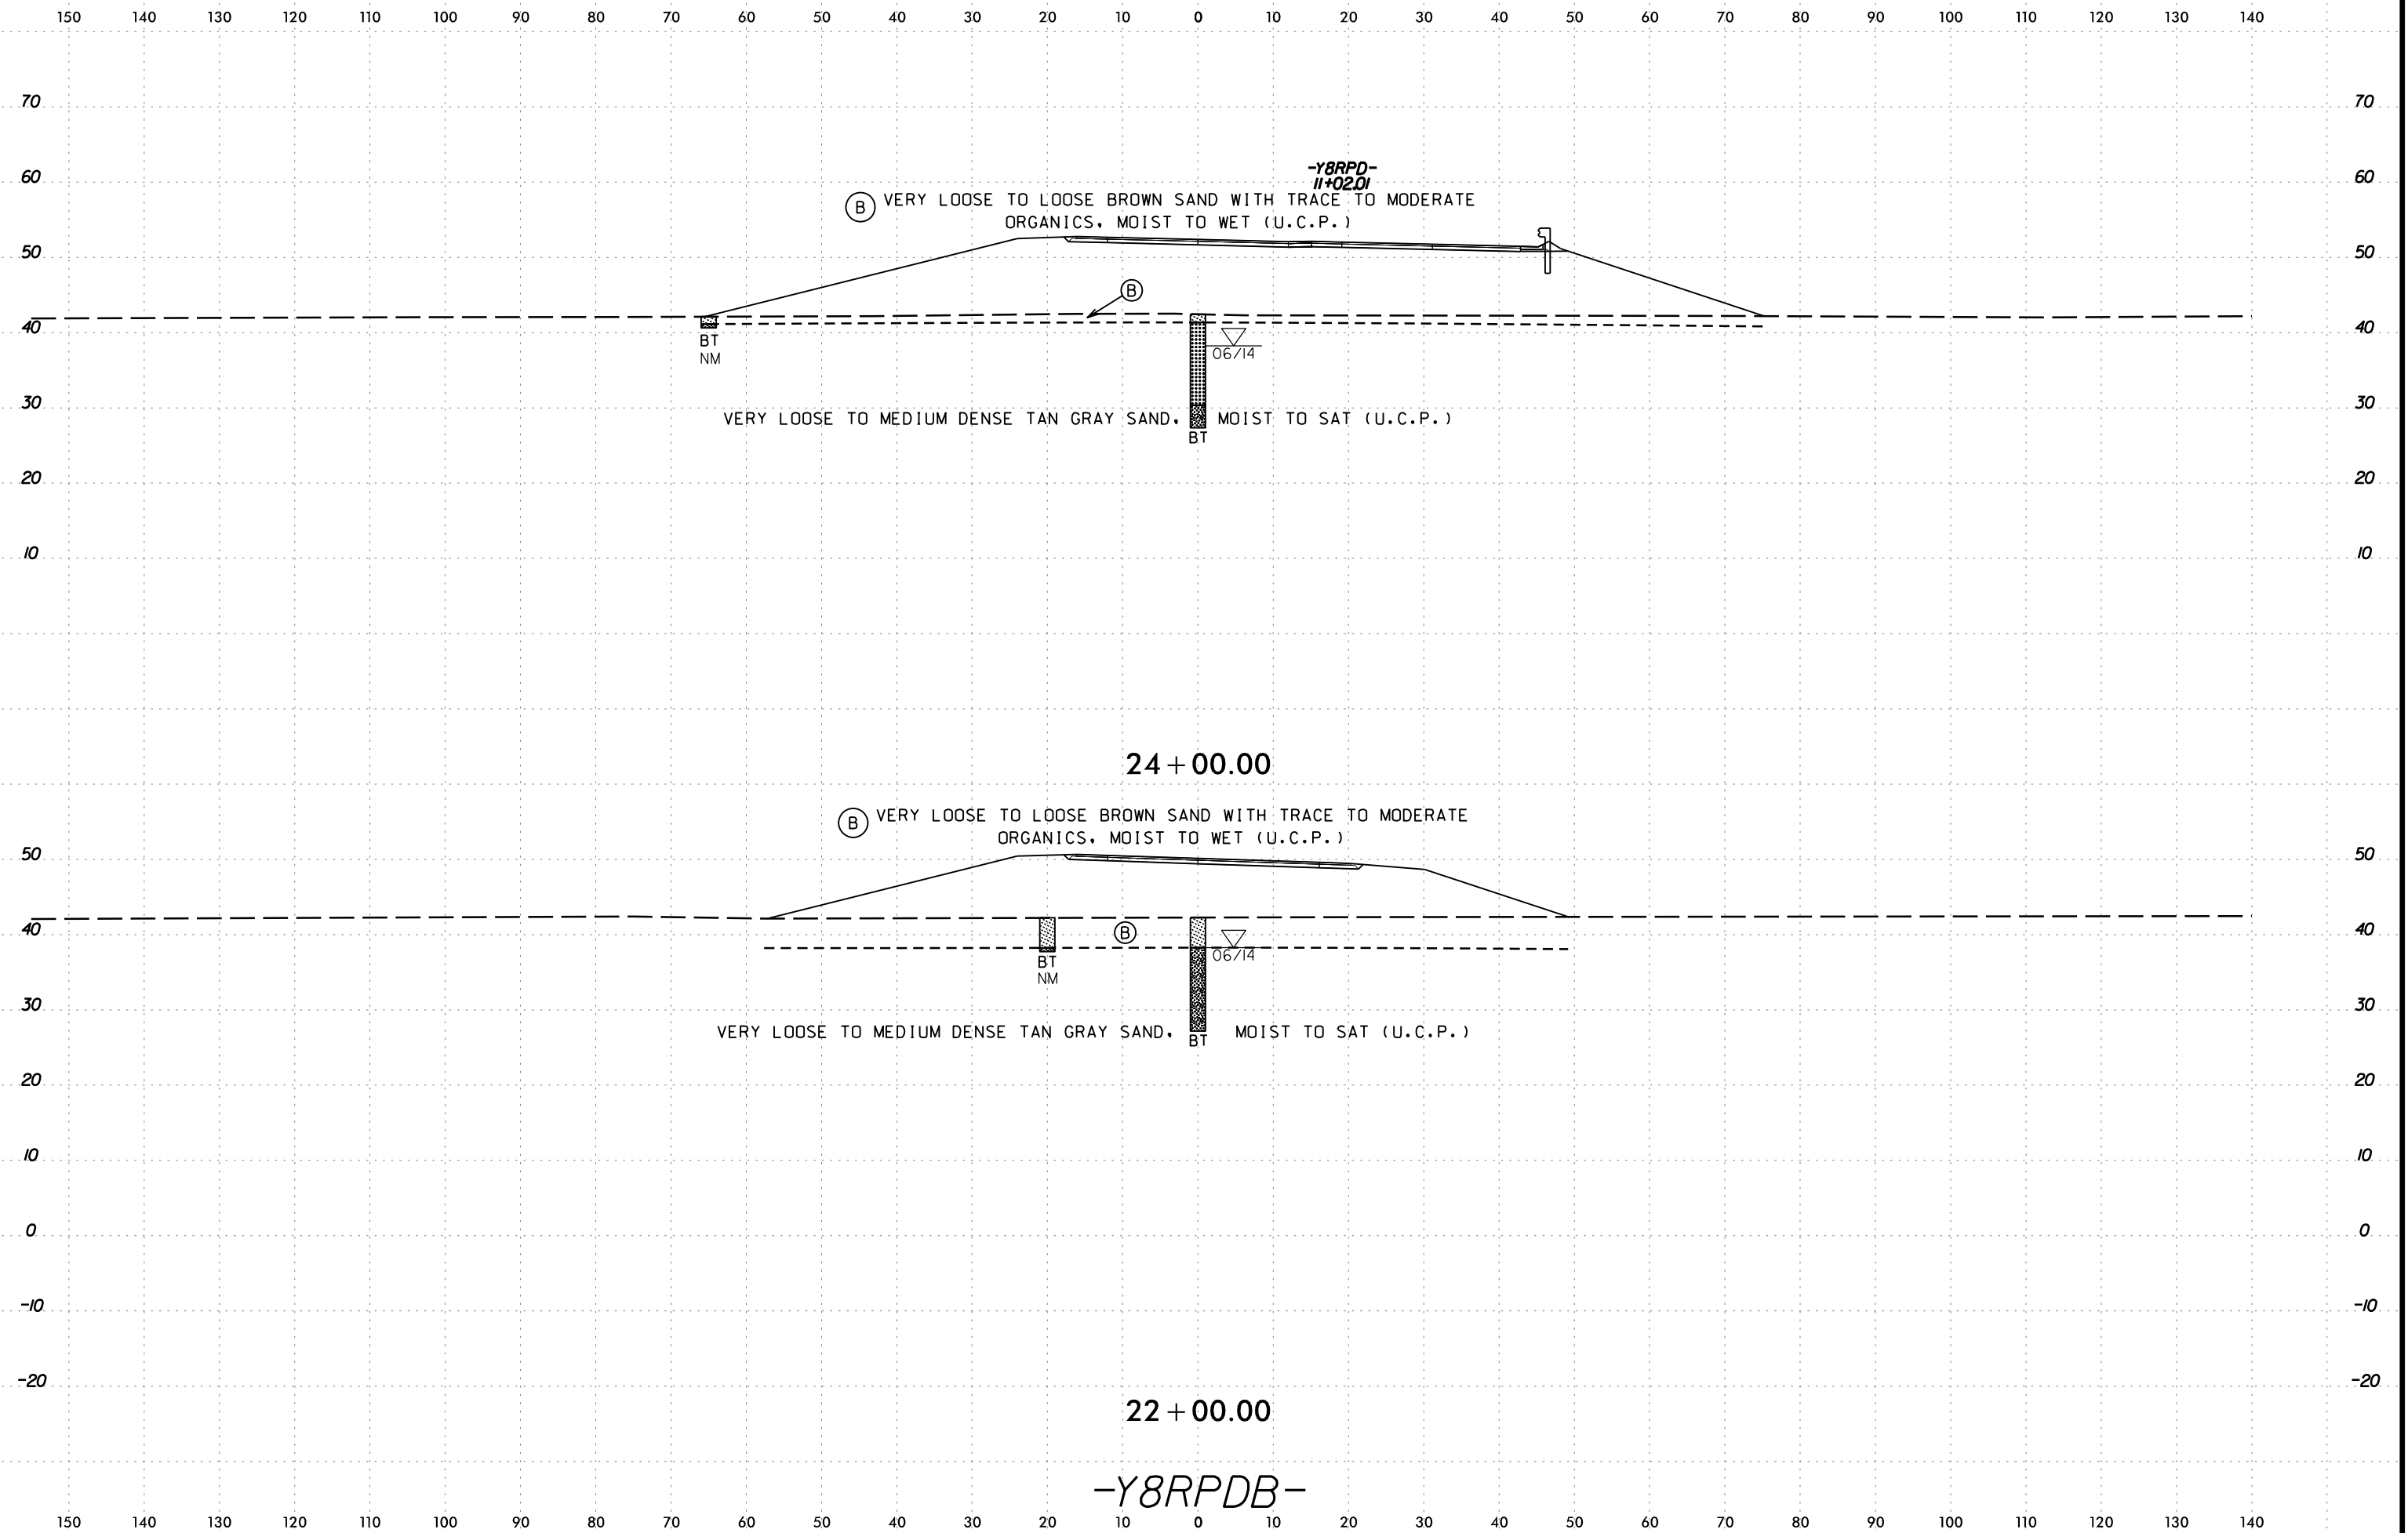 150 140 130 120 110 100 90 80 70 60 50 40 30 20 10 0 10 20 30 40 50 60 70 80 90 100 110 120 130 140
70 70
-Y8RPD-
60 60
11+02.01
B VERY LOOSE TO LOOSE BROWN SAND WITH TRACE TO MODERATE
ORGANICS, MOIST TO WET (U.C.P.)
50 50
B
40 40
BT
NM 06/14
30 30
VERY LOOSE TO MEDIUM DENSE TAN GRAY SAND, MOIST TO SAT (U.C.P.)
BT
20 20
10 10
24+00.00
B VERY LOOSE TO LOOSE BROWN SAND WITH TRACE TO MODERATE
ORGANICS, MOIST TO WET (U.C.P.)
50 50
40 B 40
BT 06/14
NM
30 30
VERY LOOSE TO MEDIUM DENSE TAN GRAY SAND, MOIST TO SAT (U.C.P.)
BT
20 20
10 10
0 0
-10 -10
-20 -20
22+00.00
-Y8RPDB-
150 140 130 120 110 100 90 80 70 60 50 40 30 20 10 0 10 20 30 40 50 60 70 80 90 100 110 120 130 140